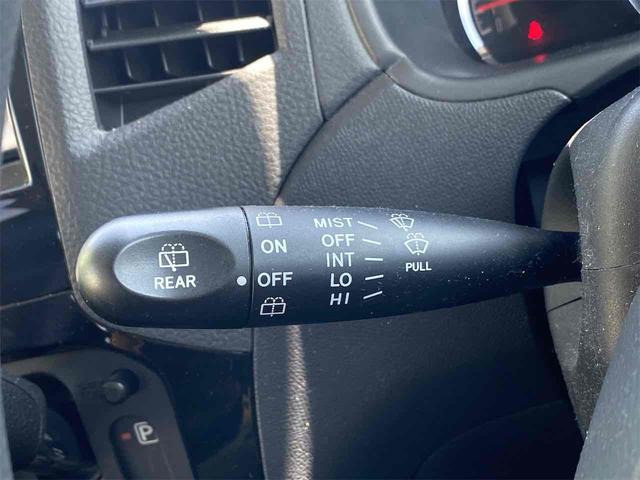 REAR
ON
OFF
MIST
OFF
INT
LO
HI
PULL
P